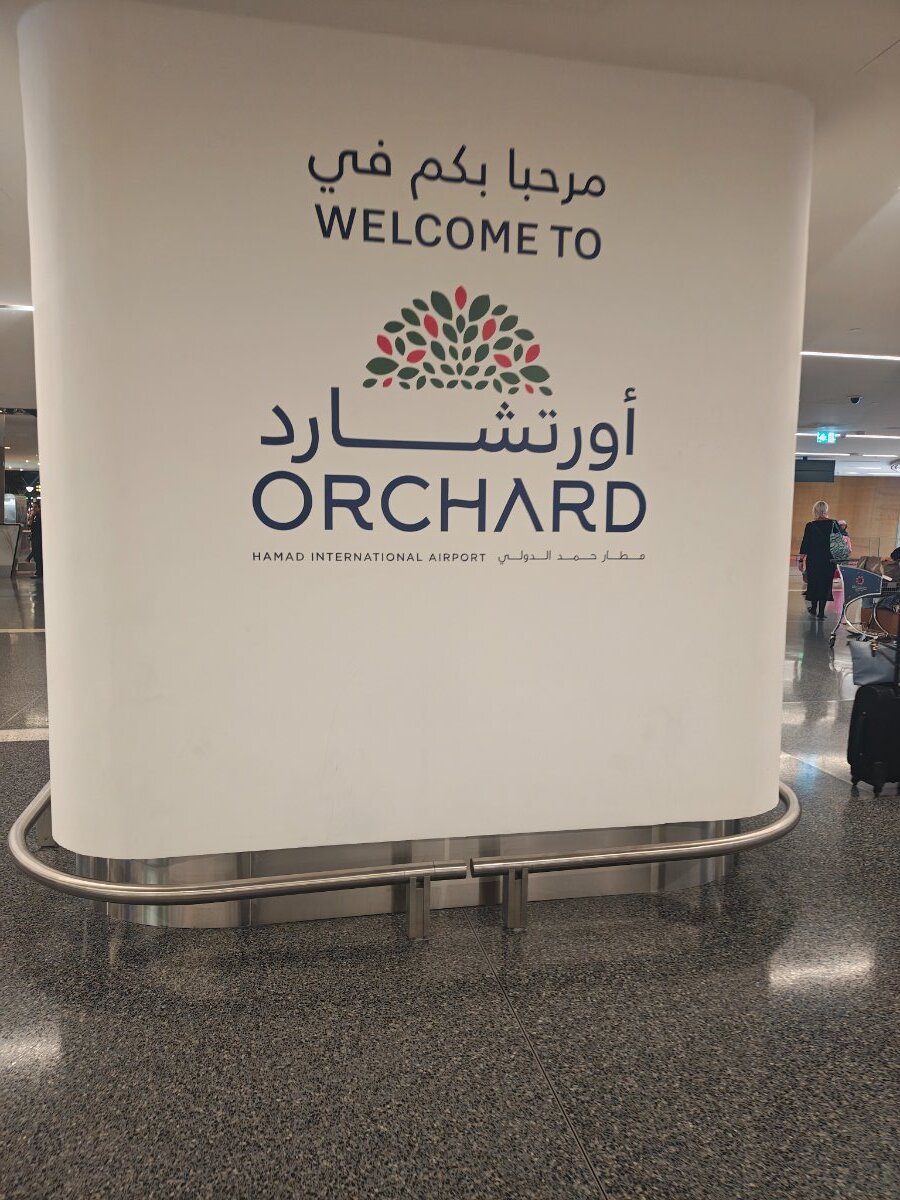 مرحبا بكم في
WELCOME TO
أورتشارد
ORCHARD
HAMAD INTERNATIONAL AIRPORT مطار حمد الدولي